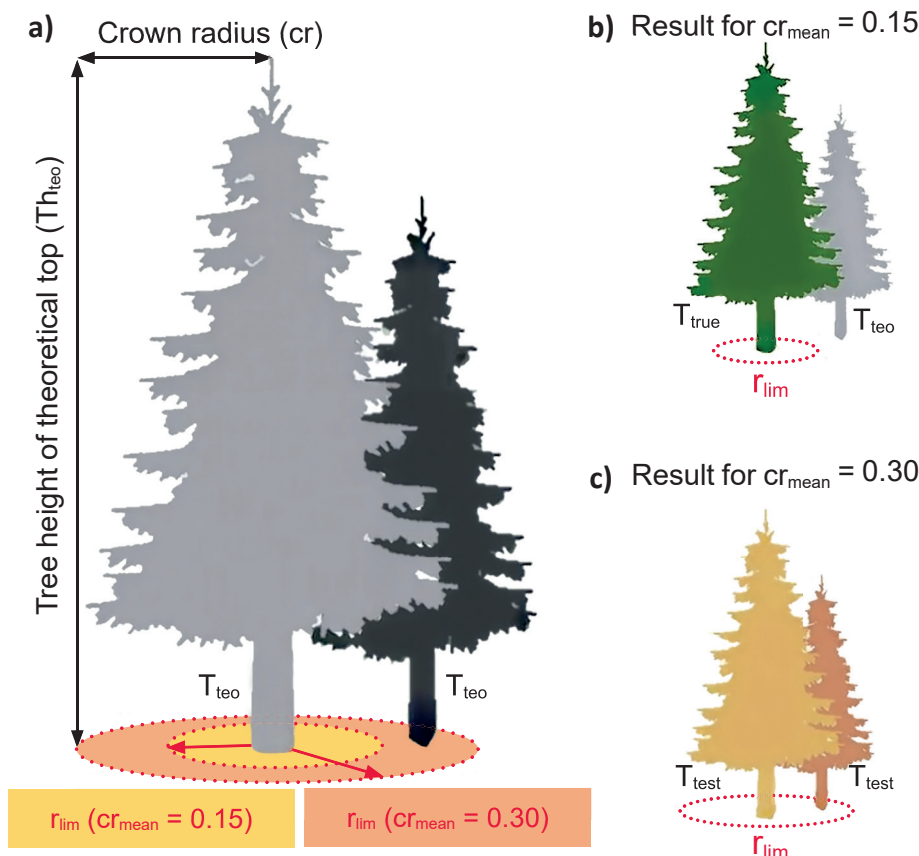 a)
Crown radius (cr)
Tree height of theoretical top (Th_teo)
T_teo
T_teo
r_lim (cr_mean = 0.15)
r_lim (cr_mean = 0.30)
b) Result for cr_mean = 0.15
T_true
T_teo
r_lim
c) Result for cr_mean = 0.30
T_test
T_test
r_lim